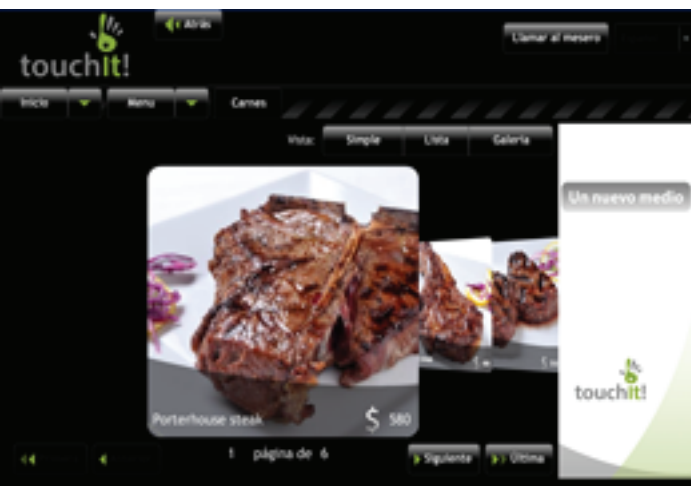 Atrás
touchit!
Llamar al mesero
Inicio
Menu
Carnes
Vista:
Simple
Lista
Galeria
Un nuevo medio
Porterhouse steak
$ 580
touchit!
1 página de 6
Siguiente
Última